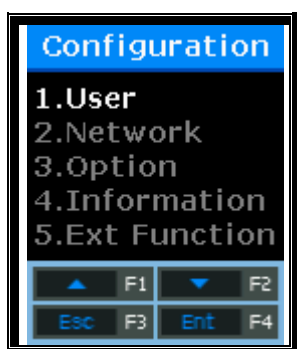 Configuration
1.User
2.Network
3.Option
4.Information
5.Ext Function
▲ F1 ▼ F2
Esc F3 Ent F4